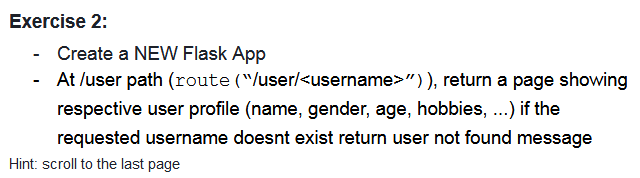 Exercise 2:
- Create a NEW Flask App
- At /user path (route(“/user/<username>”)), return a page showing
respective user profile (name, gender, age, hobbies, ...) if the
requested username doesnt exist return user not found message
Hint: scroll to the last page